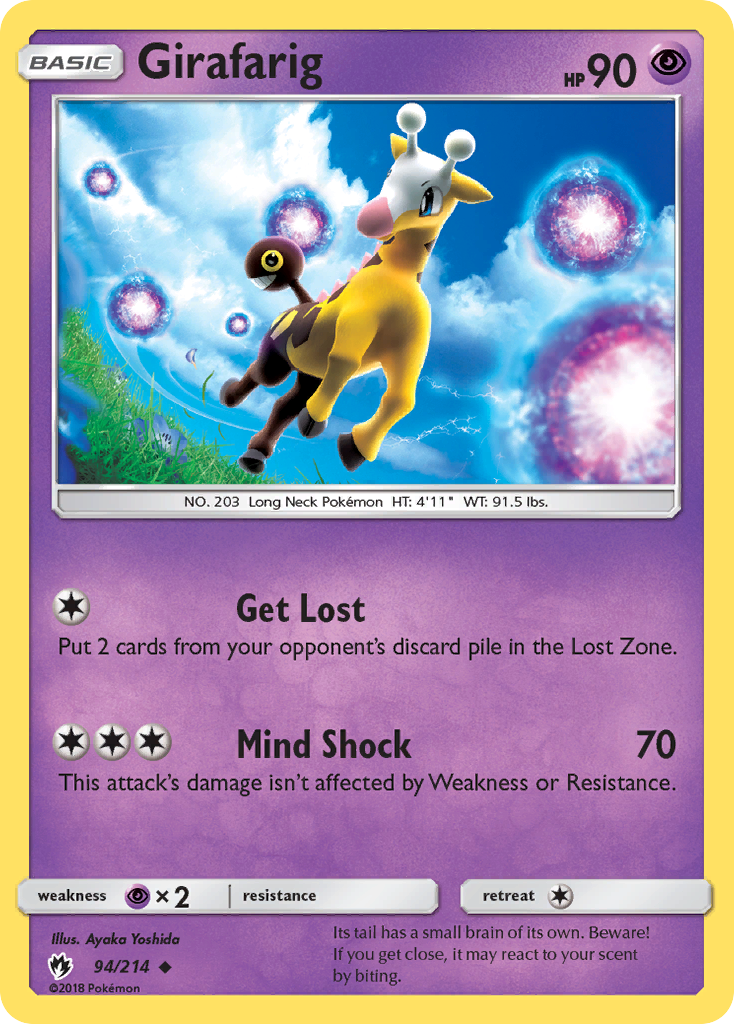 BASIC Girafarig HP 90
NO. 203 Long Neck Pokémon HT: 4'11" WT: 91.5 lbs.
Get Lost
Put 2 cards from your opponent's discard pile in the Lost Zone.
Mind Shock 70
This attack's damage isn't affected by Weakness or Resistance.
weakness ×2 resistance retreat
Illus. Ayaka Yoshida
94/214
©2018 Pokémon
Its tail has a small brain of its own. Beware!
If you get close, it may react to your scent
by biting.